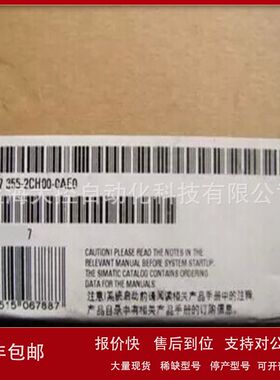 7 355-2CH00-0AE0
自动化科技有限公司
7
CAUTION! PLEASE READ THE NOTES IN THE
RELEVANT MANUAL BEFORE SYSTEM STARTUP.
THE SIMATIC CATALOG CONTAINS ORDERING
DATA FOR THE MANUALS.
515"067887
注意:系统启动前请阅读相关产品手册中的注释,
产品目录中有相关产品手册的订购信息。
包邮
报价快 售后到位 支持对公
大量现货 稀缺型号 停产型号 可开